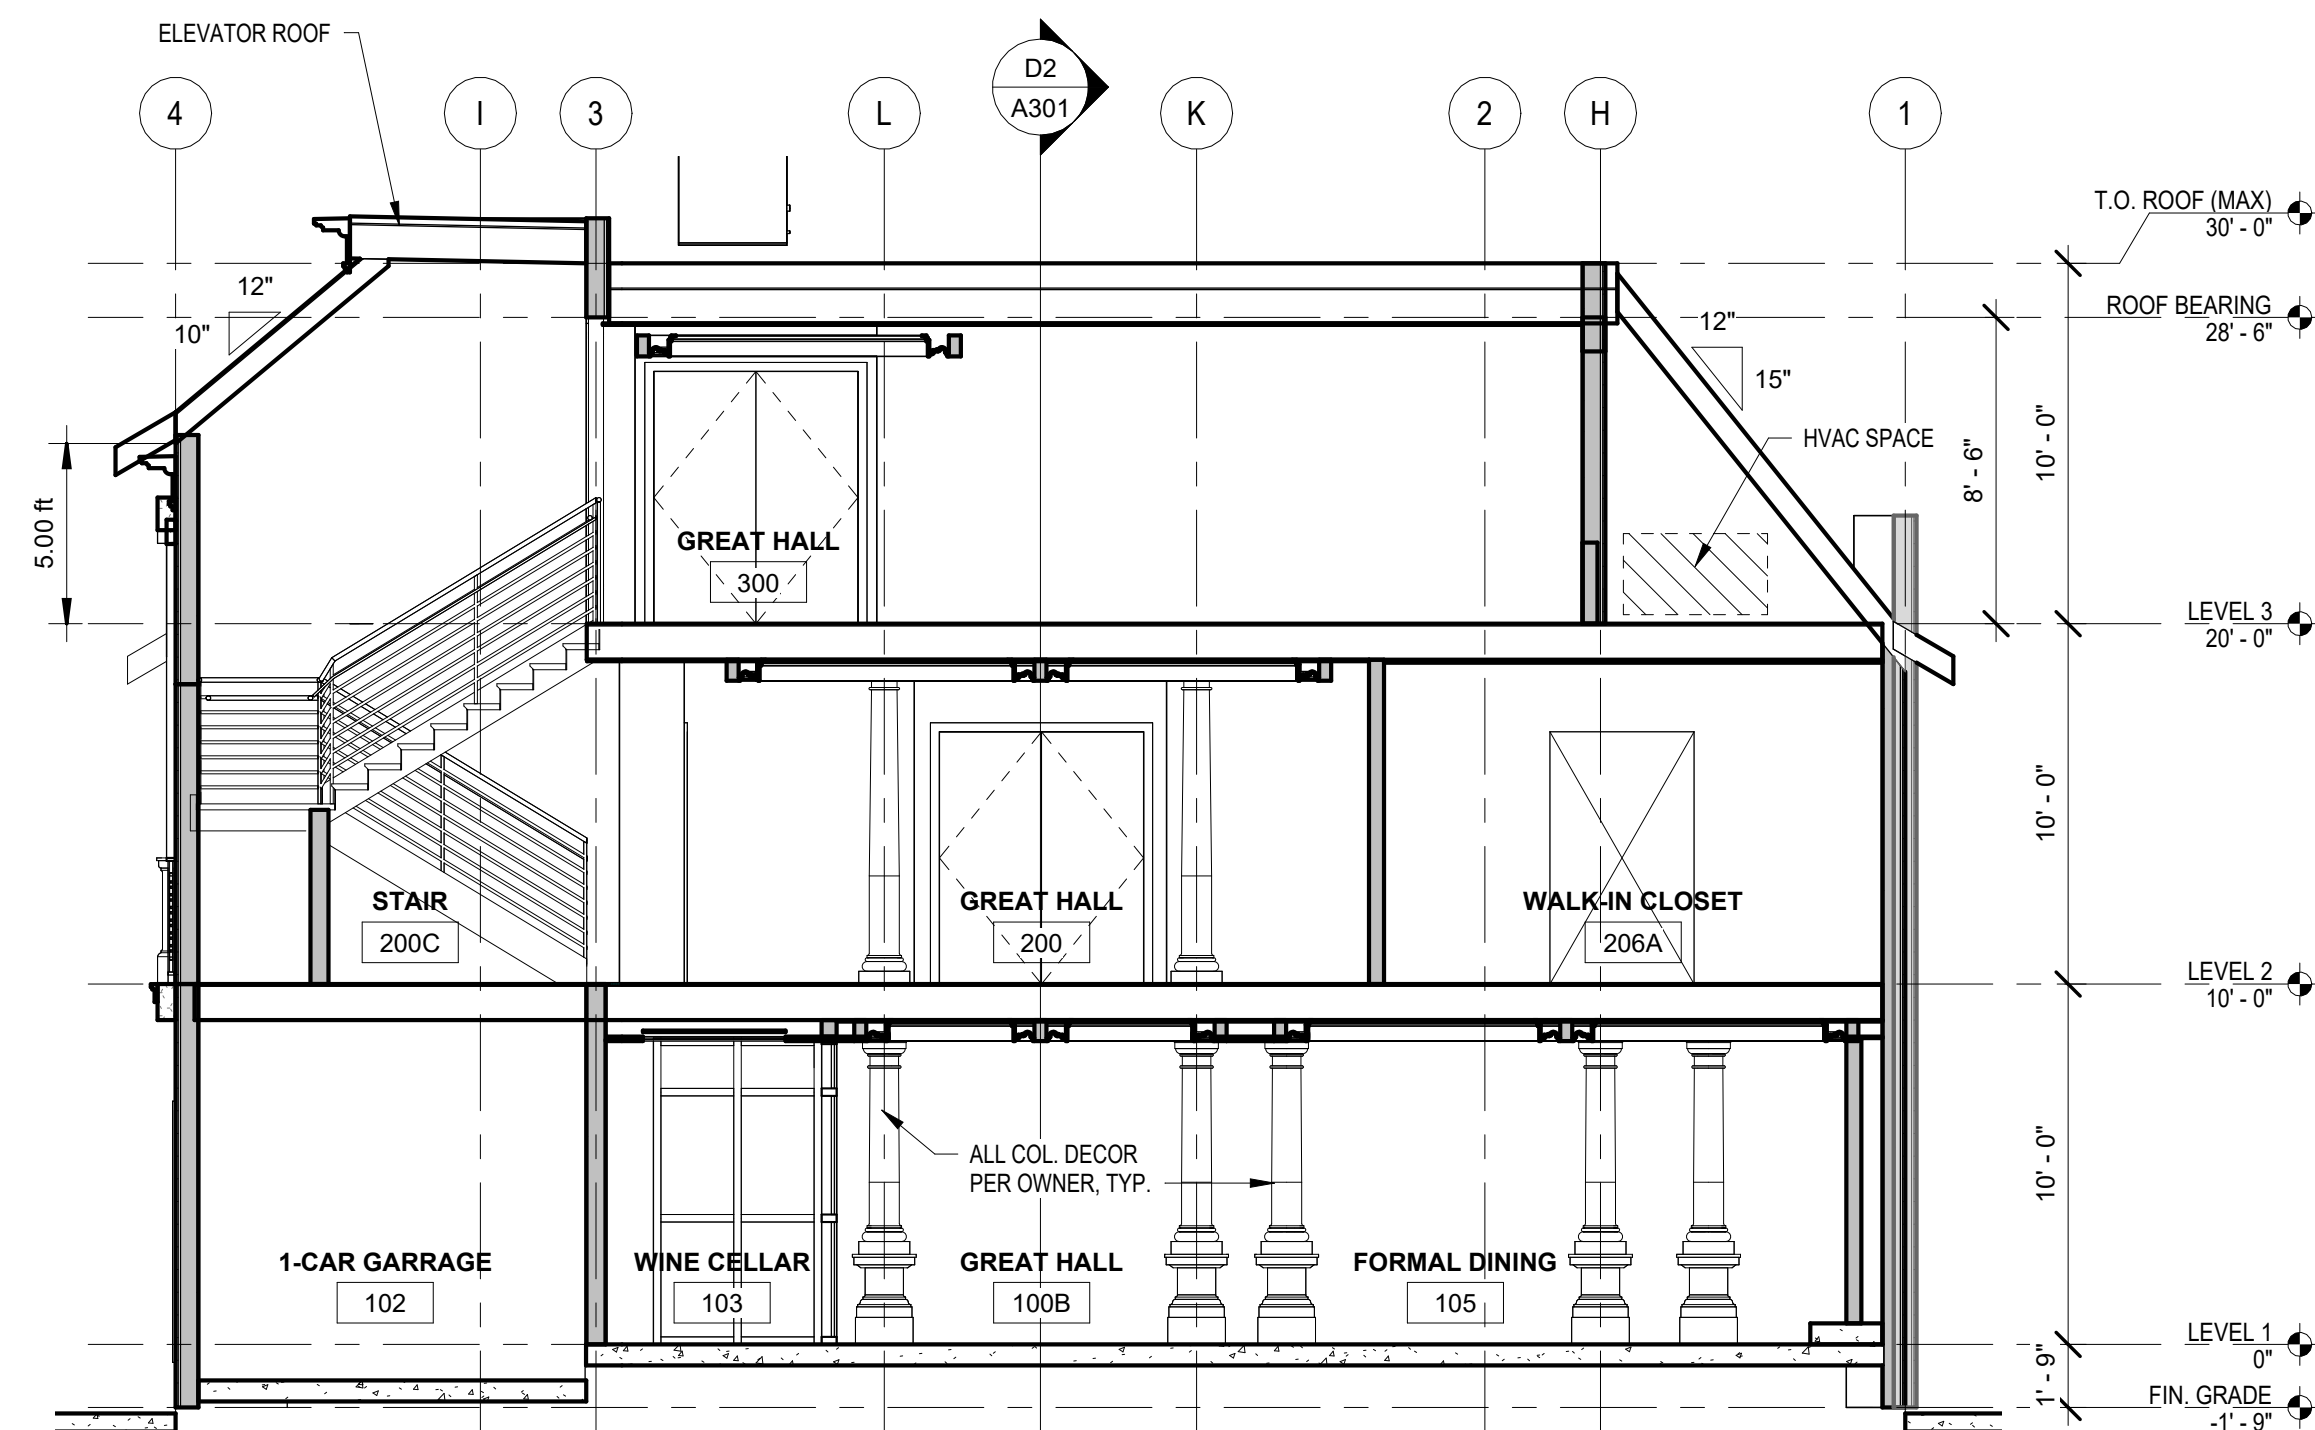 ELEVATOR ROOF
D2
A301
4
I
3
L
K
2
H
1
T.O. ROOF (MAX)
30' - 0"
12"
10"
12"
15"
ROOF BEARING
28' - 6"
HVAC SPACE
8' - 6"
10' - 0"
5.00 ft
GREAT HALL
300
LEVEL 3
20' - 0"
10' - 0"
STAIR
200C
GREAT HALL
200
WALK-IN CLOSET
206A
LEVEL 2
10' - 0"
ALL COL. DECOR
PER OWNER, TYP.
10' - 0"
1-CAR GARRAGE
102
WINE CELLAR
103
GREAT HALL
100B
FORMAL DINING
105
LEVEL 1
0"
1' - 9"
FIN. GRADE
-1' - 9"